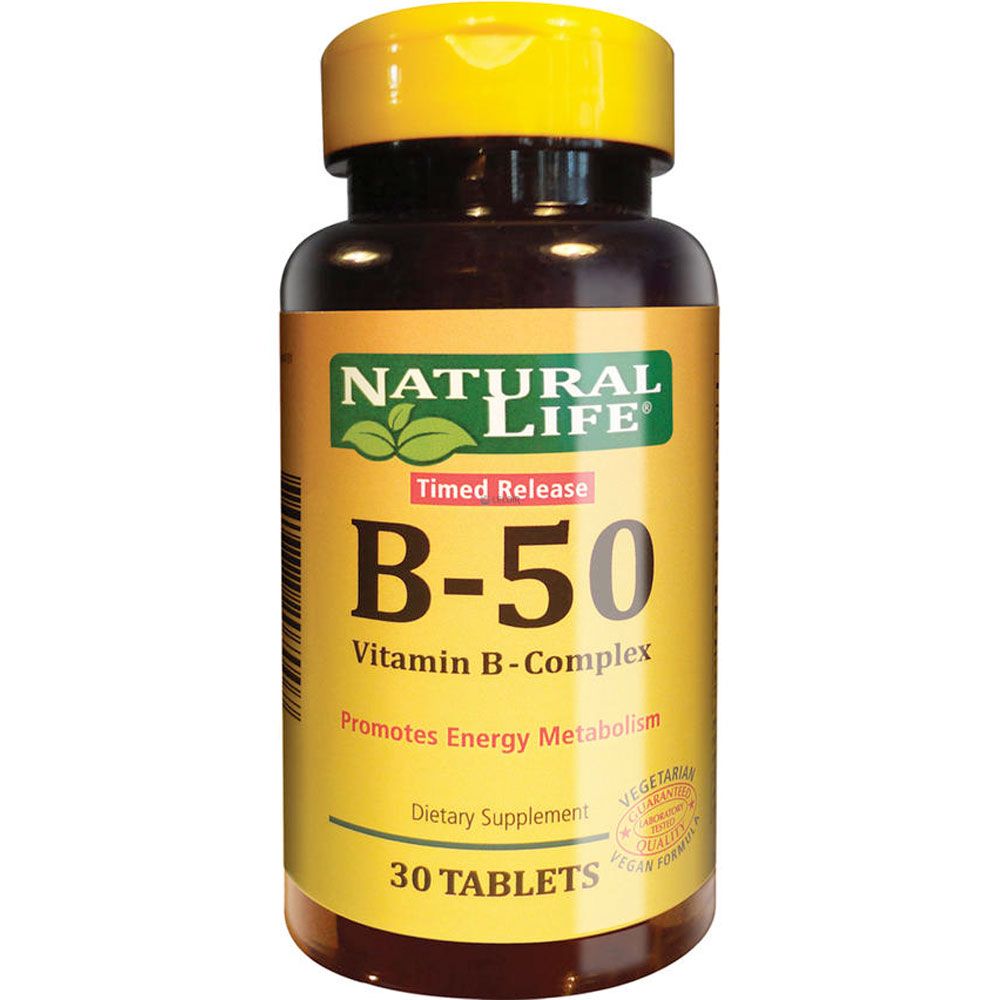 NATURAL
LIFE®
Timed Release
B-50
Vitamin B-Complex
Promotes Energy Metabolism
Dietary Supplement
30 TABLETS
VEGETARIAN
GUARANTEED
LABORATORY
TESTED
QUALITY
VEGAN FORMULA